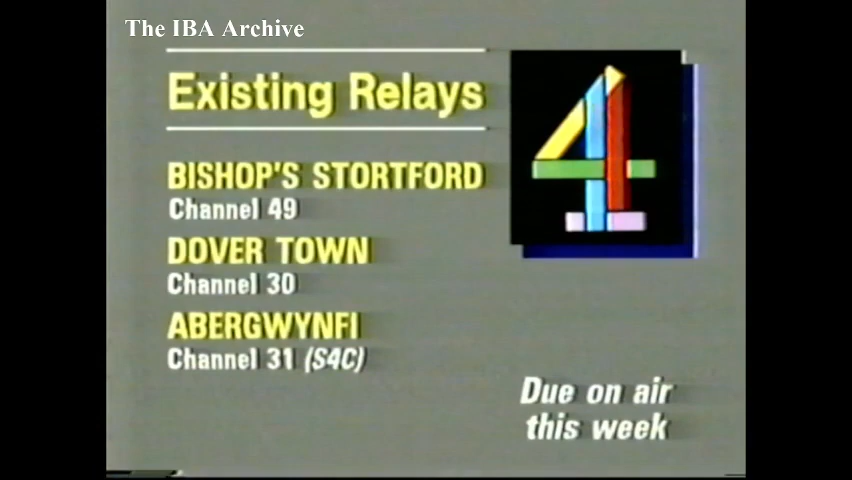 The IBA Archive
Existing Relays
BISHOP'S STORTFORD
Channel 49
DOVER TOWN
Channel 30
ABERGWYNFI
Channel 31 (S4C)
4
Due on air
this week